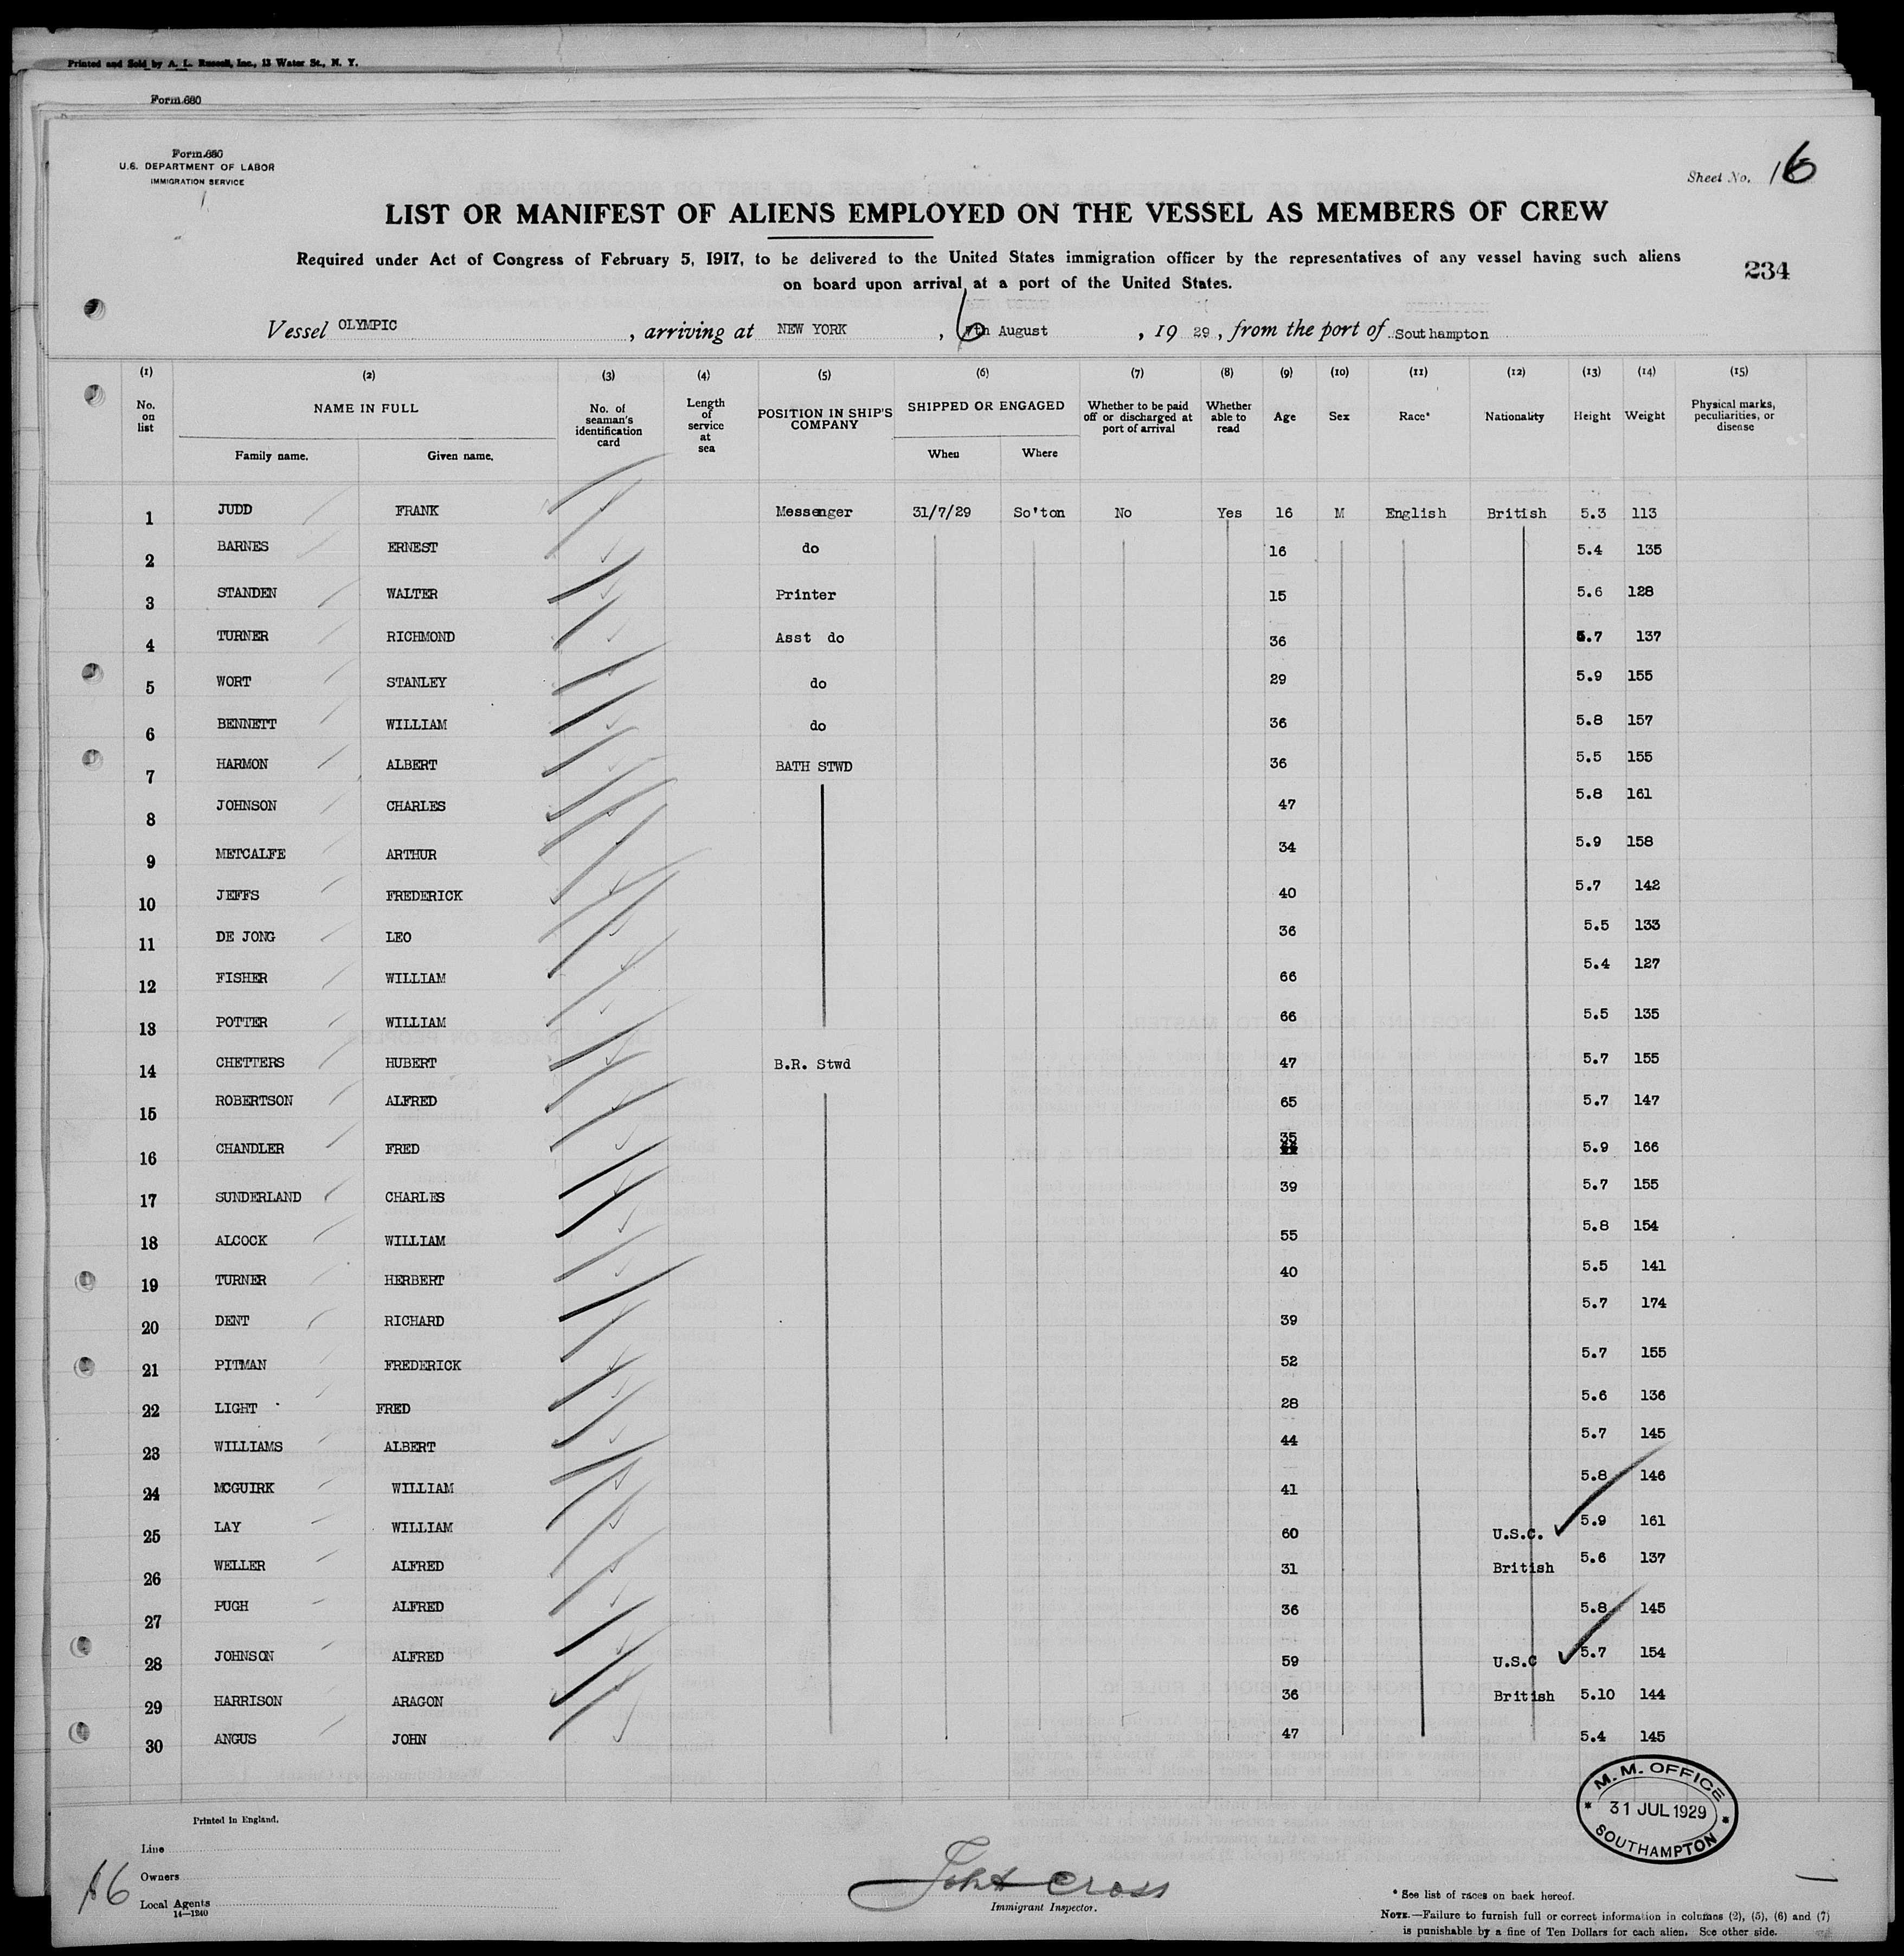 Printed and Sold by A. L. Russell, Inc., 13 Water St., N. Y.
Form 680
Form 680
U.S. DEPARTMENT OF LABOR
IMMIGRATION SERVICE
Sheet No. 16
LIST OR MANIFEST OF ALIENS EMPLOYED ON THE VESSEL AS MEMBERS OF CREW
Required under Act of Congress of February 5, 1917, to be delivered to the United States immigration officer by the representatives of any vessel having such aliens
on board upon arrival at a port of the United States.
234
Vessel OLYMPIC , arriving at NEW YORK , 6 August , 19 29 , from the port of Southampton
(1) (2) (3) (4) (5) (6) (7) (8) (9) (10) (11) (12) (13) (14) (15)
No. on list NAME IN FULL No. of seaman's identification card Length of service at sea POSITION IN SHIP'S COMPANY SHIPPED OR ENGAGED Whether to be paid off or discharged at port of arrival Whether able to read Age Sex Race* Nationality Height Weight Physical marks, peculiarities, or disease
Family name. Given name. When Where
1 JUDD FRANK Messenger 31/7/29 So'ton No Yes 16 M English British 5.3 113
2 BARNES ERNEST do 16 5.4 135
3 STANDEN WALTER Printer 15 5.6 128
4 TURNER RICHMOND Asst do 36 5.7 137
5 WORT STANLEY do 29 5.9 155
6 BENNETT WILLIAM do 36 5.8 157
7 HARMON ALBERT BATH STWD 36 5.5 155
8 JOHNSON CHARLES 47 5.8 161
9 METCALFE ARTHUR 34 5.9 158
10 JEFFS FREDERICK 40 5.7 142
11 DE JONG LEO 36 5.5 133
12 FISHER WILLIAM 66 5.4 127
13 POTTER WILLIAM 66 5.5 135
14 CHETTERS HUBERT B.R. Stwd 47 5.7 155
15 ROBERTSON ALFRED 65 5.7 147
16 CHANDLER FRED 35 5.9 166
17 SUNDERLAND CHARLES 39 5.7 155
18 ALCOCK WILLIAM 55 5.8 154
19 TURNER HERBERT 40 5.5 141
20 DENT RICHARD 39 5.7 174
21 PITMAN FREDERICK 52 5.7 155
22 LIGHT FRED 28 5.6 136
23 WILLIAMS ALBERT 44 5.7 145
24 MCGUIRK WILLIAM 41 5.8 146
25 LAY WILLIAM 60 U.S.C. 5.9 161
26 WELLER ALFRED 31 British 5.6 137
27 PUGH ALFRED 36 5.8 145
28 JOHNSON ALFRED 59 U.S.C 5.7 154
29 HARRISON ARAGON 36 British 5.10 144
30 ANGUS JOHN 47 5.4 145
M. M. OFFICE
31 JUL 1929
SOUTHAMPTON
Printed in England.
Line
Owners
Local Agents
14—1240
16
John Cross
Immigrant Inspector.
* See list of races on back hereof.
NOTE.—Failure to furnish full or correct information in columns (2), (5), (6) and (7)
is punishable by a fine of Ten Dollars for each alien. See other side.